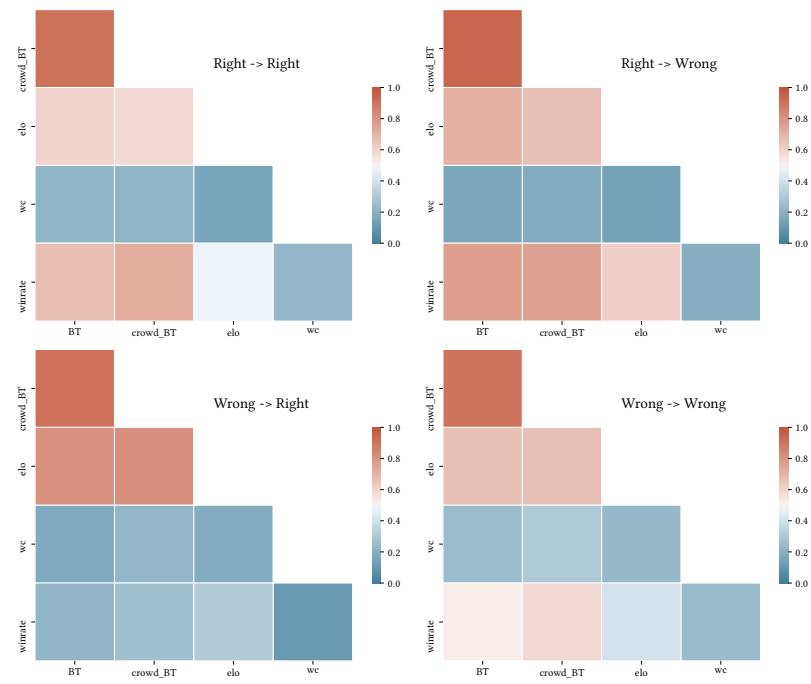 Right -> Right
crowd_BT
elo
wc
winrate
BT
crowd_BT
elo
wc
1.0
0.8
0.6
0.4
0.2
0.0
Right -> Wrong
crowd_BT
elo
wc
winrate
BT
crowd_BT
elo
wc
1.0
0.8
0.6
0.4
0.2
0.0
Wrong -> Right
crowd_BT
elo
wc
winrate
BT
crowd_BT
elo
wc
1.0
0.8
0.6
0.4
0.2
0.0
Wrong -> Wrong
crowd_BT
elo
wc
winrate
BT
crowd_BT
elo
wc
1.0
0.8
0.6
0.4
0.2
0.0